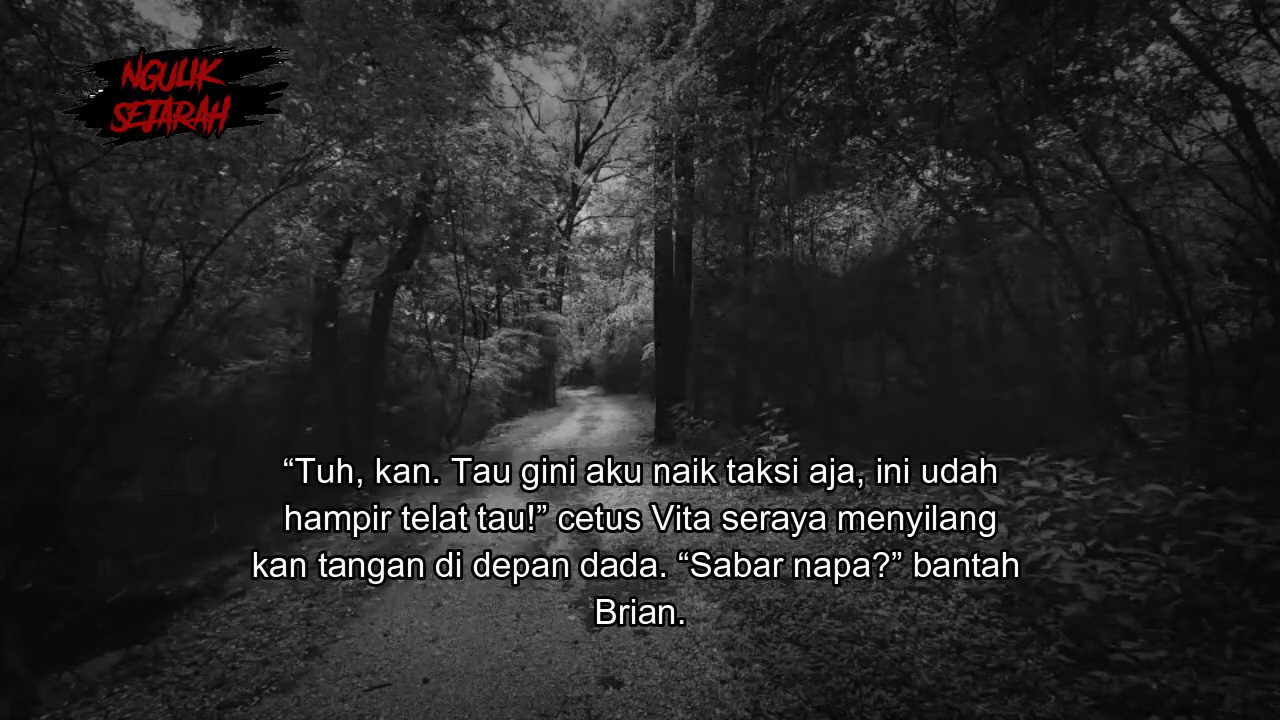 NGULIK
SEJARAH
“Tuh, kan. Tau gini aku naik taksi aja, ini udah
hampir telat tau!” cetus Vita seraya menyilang
kan tangan di depan dada. “Sabar napa?” bantah
Brian.